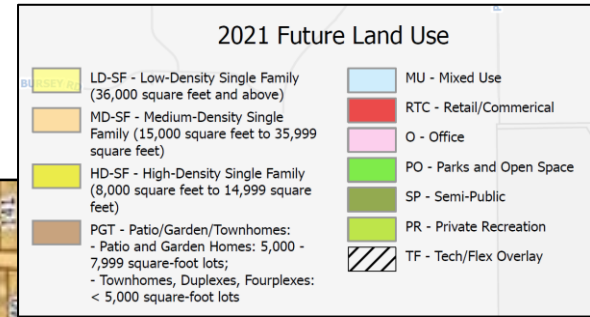 2021 Future Land Use
BURSEY RD
LD-SF - Low-Density Single Family
(36,000 square feet and above)
MD-SF - Medium-Density Single
Family (15,000 square feet to 35,999
square feet)
HD-SF - High-Density Single Family
(8,000 square feet to 14,999 square
feet)
PGT - Patio/Garden/Townhomes:
- Patio and Garden Homes: 5,000 -
7,999 square-foot lots;
- Townhomes, Duplexes, Fourplexes:
< 5,000 square-foot lots
MU - Mixed Use
RTC - Retail/Commerical
O - Office
PO - Parks and Open Space
SP - Semi-Public
PR - Private Recreation
TF - Tech/Flex Overlay
141